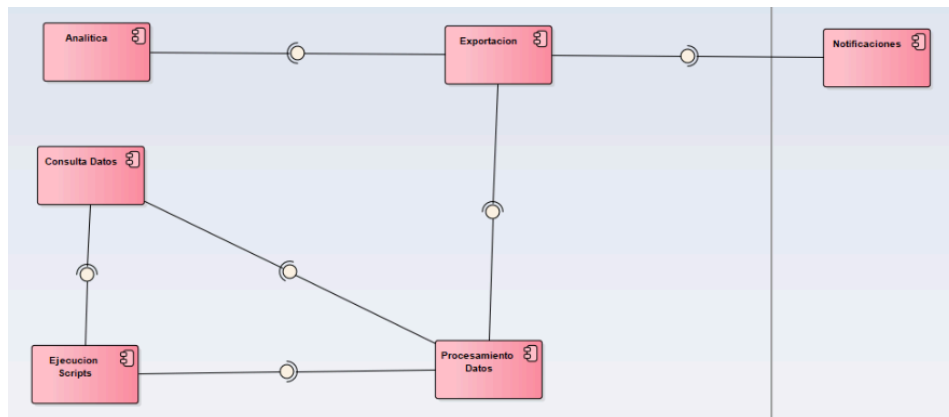 Analitica
Exportacion
Notificaciones
Consulta Datos
Ejecucion
Scripts
Procesamiento
Datos